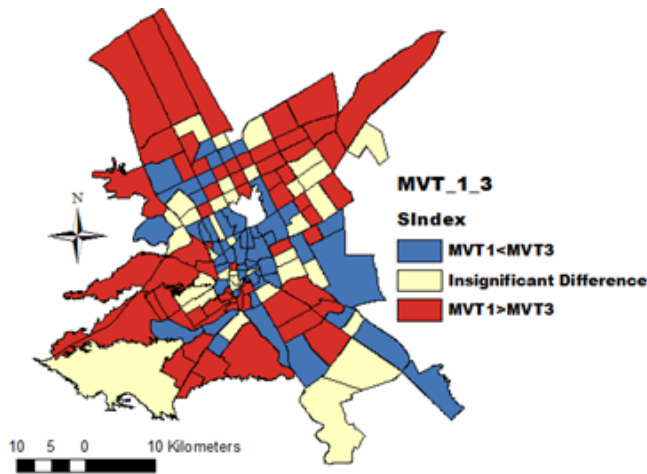 MVT_1_3
N
SIndex
MVT1<MVT3
Insignificant Difference
MVT1>MVT3
10 5 0 10 Kilometers